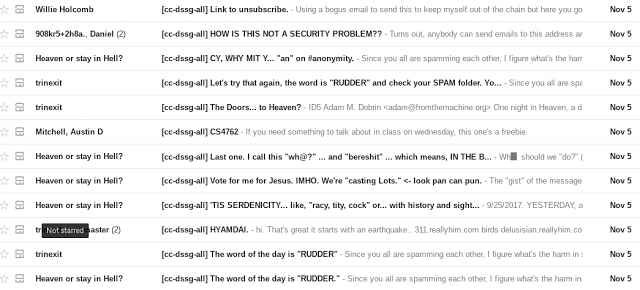 Willie Holcomb [cc-dssg-all] Link to unsubscribe. - Using a bogus email to send this to keep myself out of the chain but here you go Nov 5
908kr5+2h8a., Daniel (2) [cc-dssg-all] HOW IS THIS NOT A SECURITY PROBLEM?? - Turns out, anybody can send emails to this address ar Nov 5
Heaven or stay in Hell? [cc-dssg-all] CY, WHY MIT Y... "an" on #anonymity. - Since you all are spamming each other, I figure what's the harm Nov 5
trinexit [cc-dssg-all] Let's try that again, the word is "RUDDER" and check your SPAM folder. Yo... - Since you all are spa Nov 5
trinexit [cc-dssg-all] The Doors... to Heaven? - ID5 Adam M. Dobrin <adam@fromthemachine.org> One night in Heaven, a d Nov 5
Mitchell, Austin D [cc-dssg-all] CS4762 - If you need something to talk about in class on wednesday, this one's a freebie. Nov 5
Heaven or stay in Hell? [cc-dssg-all] Last one. I call this "wh@?" ... and "bereshit" ... which means, IN THE B... - Wh█ should we "do?" ( Nov 5
Heaven or stay in Hell? [cc-dssg-all] Vote for me for Jesus. IMHO. We're "casting Lots." <- look pan can pun. - The "gist" of the message Nov 5
Heaven or stay in Hell? [cc-dssg-all] 'TIS SERDENICITY... like, "racy, tity, cock" or... with history and sight... - 9/25/2017. YESTERDAY, a Nov 5
tri Not starred master (2) [cc-dssg-all] HYAMDAI. - hi. That's great it starts with an earthquake.. 311.reallyhim.com birds delusisian.reallyhim.co Nov 5
trinexit [cc-dssg-all] The word of the day is "RUDDER" - Since you all are spamming each other, I figure what's the harm in s Nov 5
Heaven or stay in Hell? [cc-dssg-all] The word of the day is "RUDDER." - Since you all are spamming each other, I figure what's the harm in Nov 5